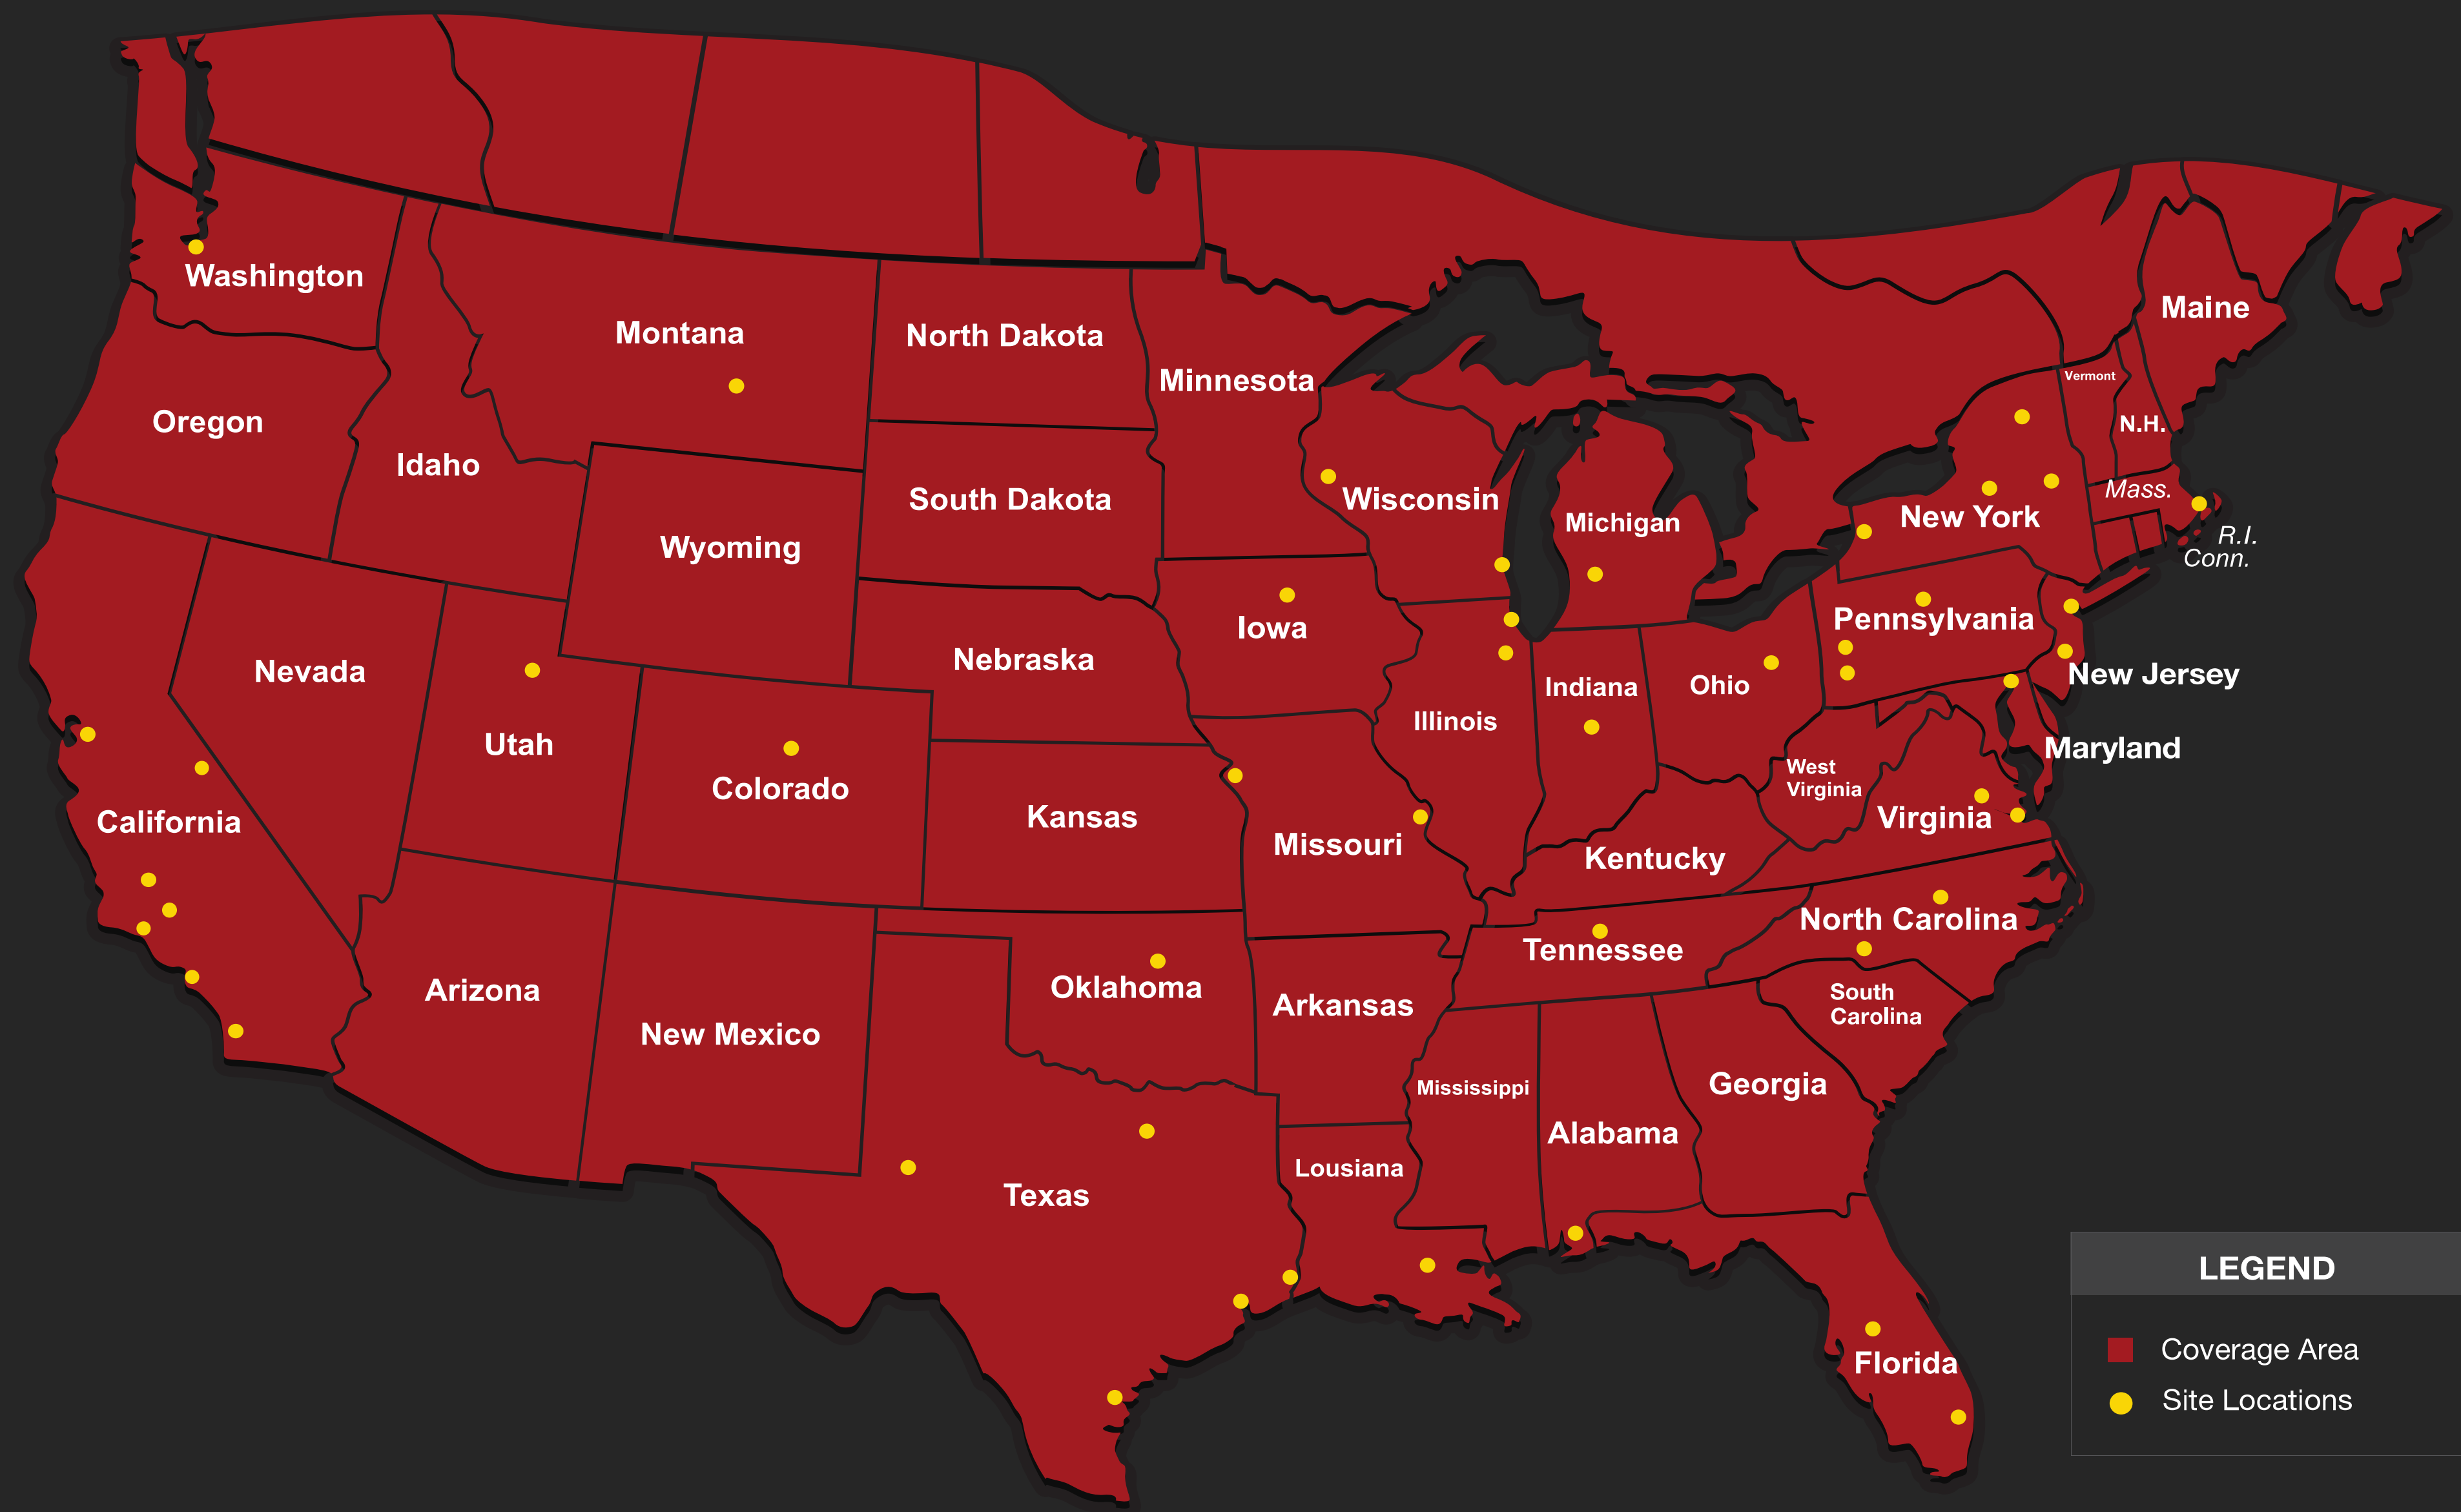 Washington
Montana
North Dakota
Minnesota
Maine
Vermont
Oregon
Idaho
N.H.
South Dakota
Wisconsin
Mass.
Michigan
New York
R.I.
Conn.
Wyoming
Iowa
Pennsylvania
Nevada
Nebraska
Indiana
Ohio
New Jersey
Utah
Illinois
Maryland
Colorado
West
Virginia
California
Kansas
Virginia
Missouri
Kentucky
North Carolina
Tennessee
Arizona
Oklahoma
Arkansas
South
Carolina
New Mexico
Mississippi
Georgia
Alabama
Lousiana
Texas
Florida
LEGEND
Coverage Area
Site Locations